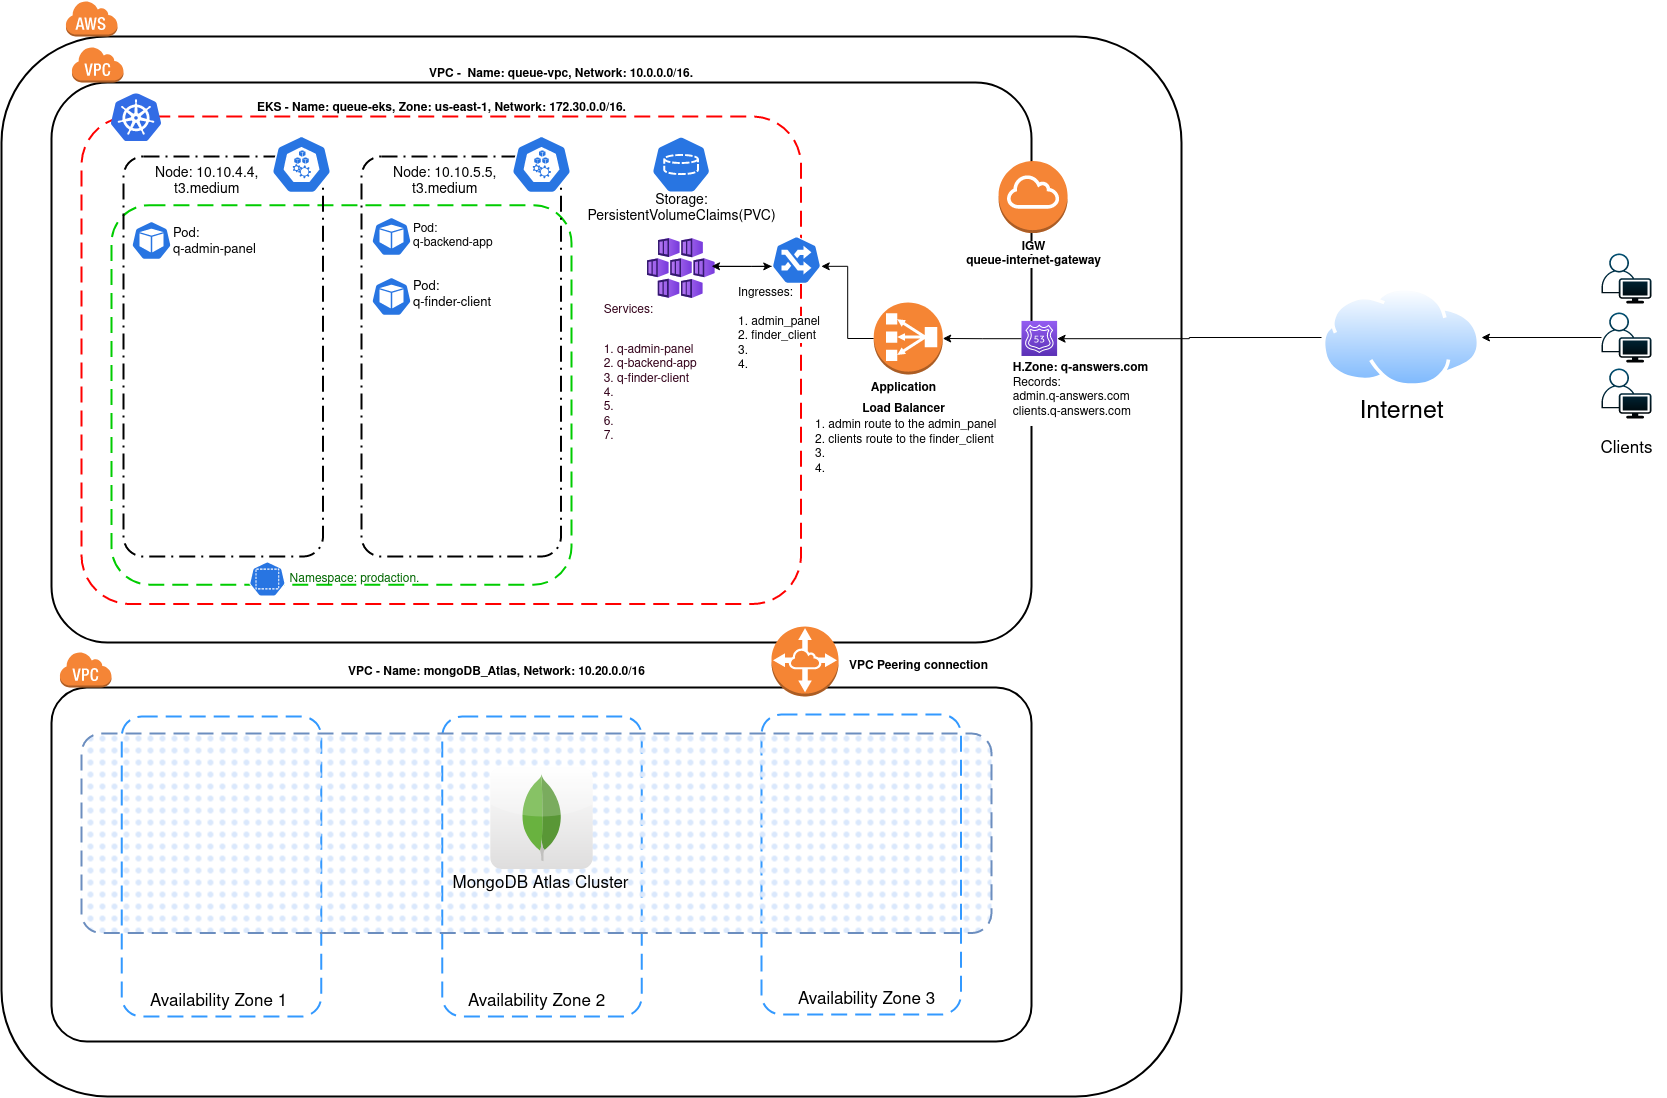 AWS
VPC
VPC -  Name: queue-vpc, Network: 10.0.0.0/16.
EKS - Name: queue-eks, Zone: us-east-1, Network: 172.30.0.0/16.
Node: 10.10.4.4,
t3.medium
Node: 10.10.5.5,
t3.medium
Pod:
q-admin-panel
Pod:
q-backend-app
Pod:
q-finder-client
Namespace: prodaction.
Storage:
PersistentVolumeClaims(PVC)
Services:
1. q-admin-panel
2. q-backend-app
3. q-finder-client
4.
5.
6.
7.
Ingresses:
1. admin_panel
2. finder_client
3.
4.
Application
Load Balancer
1. admin route to the admin_panel
2. clients route to the finder_client
3.
4.
IGW
queue-internet-gateway
53
H.Zone: q-answers.com
Records:
admin.q-answers.com
clients.q-answers.com
Internet
Clients
VPC
VPC - Name: mongoDB_Atlas, Network: 10.20.0.0/16
VPC Peering connection
MongoDB Atlas Cluster
Availability Zone 1
Availability Zone 2
Availability Zone 3